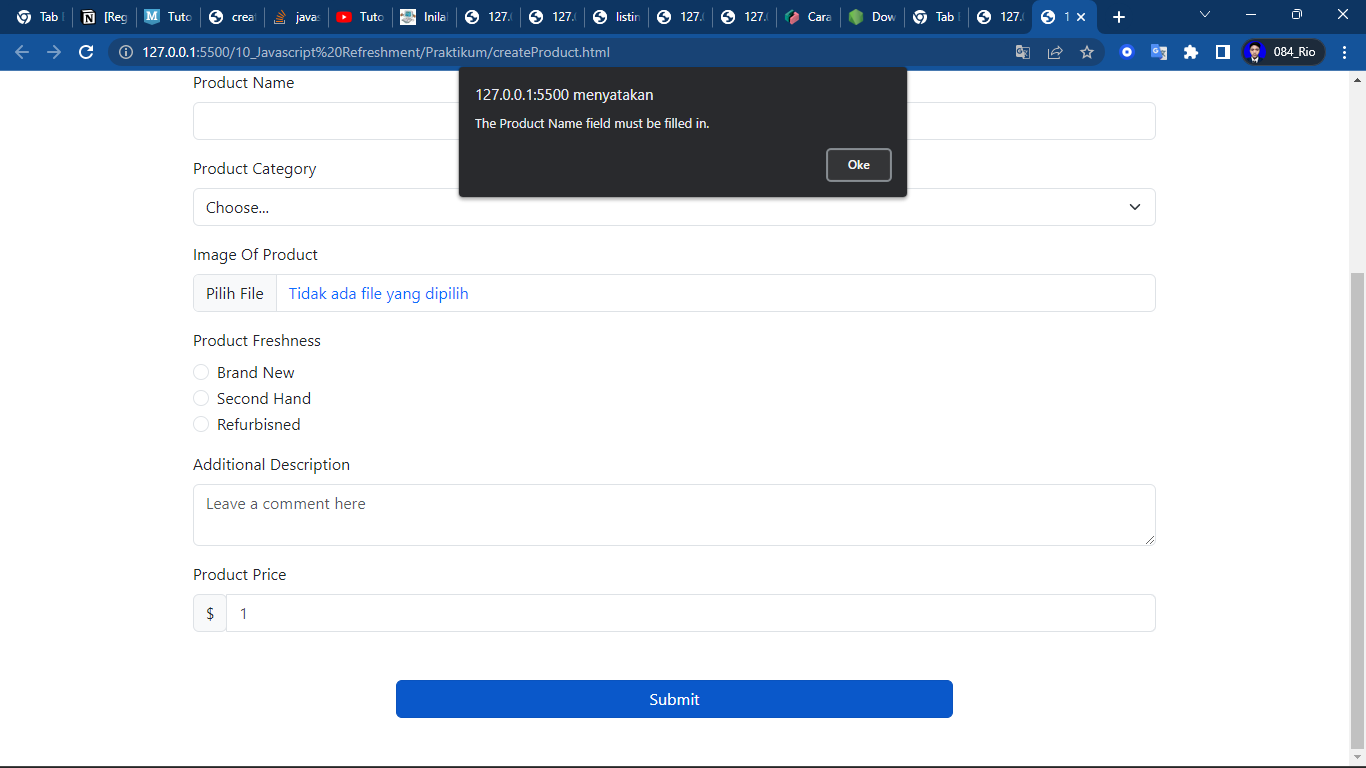 Tab
[Reg
Tuto
crea
javas
Tuto
Inila
127.
127.
listin
127.
127.
Cara
Dow
Tab
127.
1
127.0.0.1:5500/10_Javascript%20Refreshment/Praktikum/createProduct.html
084_Rio
Product Name
127.0.0.1:5500 menyatakan
The Product Name field must be filled in.
Oke
Product Category
Choose...
Image Of Product
Pilih File
Tidak ada file yang dipilih
Product Freshness
Brand New
Second Hand
Refurbisned
Additional Description
Leave a comment here
Product Price
$ 1
Submit